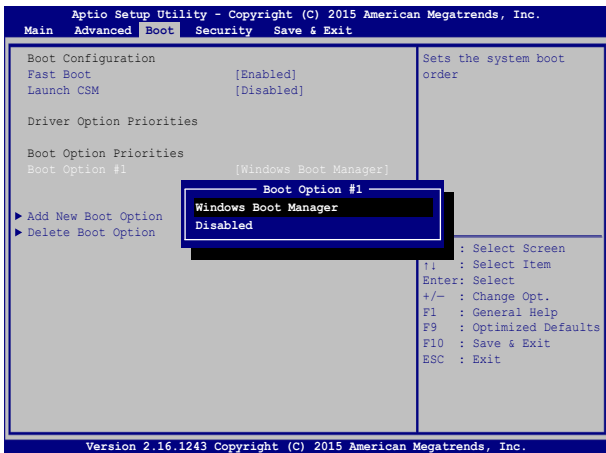 Aptio Setup Utility - Copyright (C) 2015 American Megatrends, Inc.
Main Advanced Boot Security Save & Exit
Boot Configuration
Fast Boot [Enabled]
Launch CSM [Disabled]
Driver Option Priorities
Boot Option Priorities
Boot Option #1 [Windows Boot Manager]
Add New Boot Option
Delete Boot Option
Boot Option #1
Windows Boot Manager
Disabled
Sets the system boot
order
: Select Screen
↑↓ : Select Item
Enter: Select
+/— : Change Opt.
F1 : General Help
F9 : Optimized Defaults
F10 : Save & Exit
ESC : Exit
Version 2.16.1243 Copyright (C) 2015 American Megatrends, Inc.